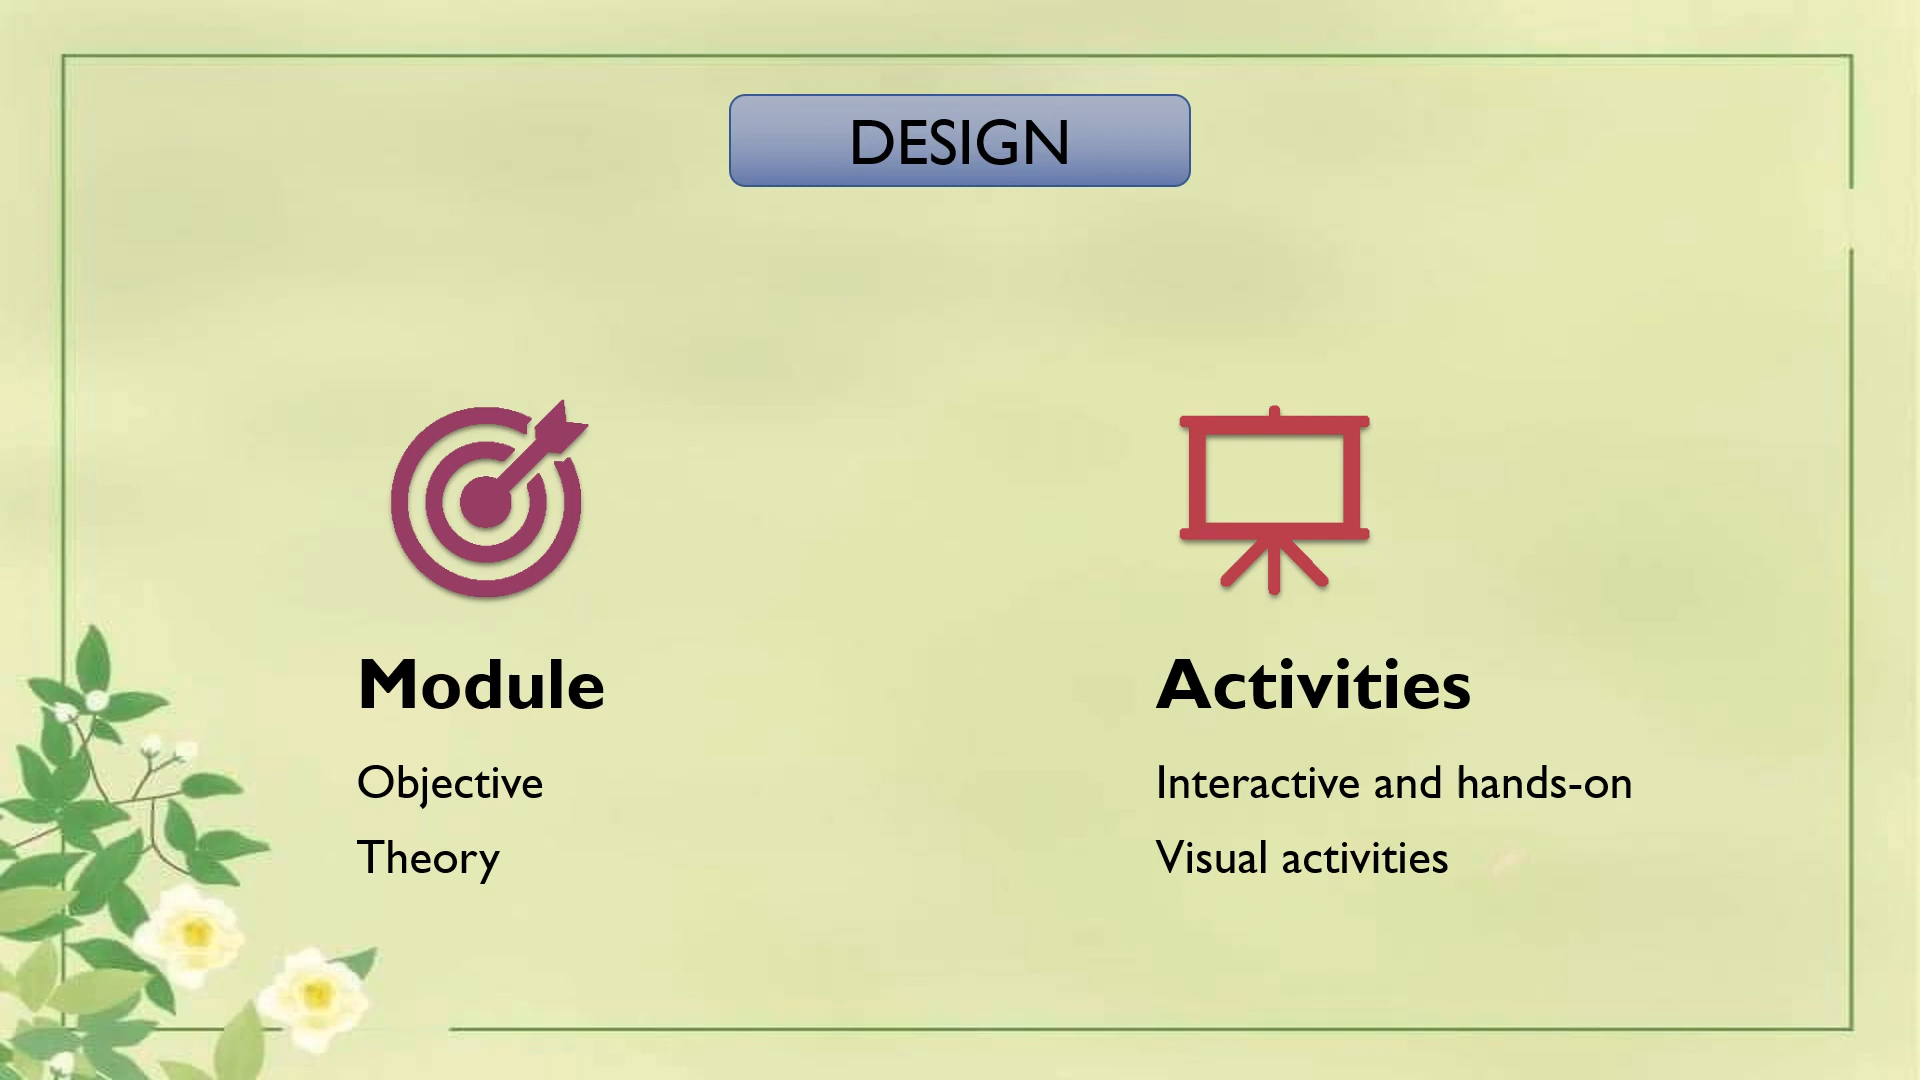 DESIGN
Module
Objective
Theory
Activities
Interactive and hands-on
Visual activities